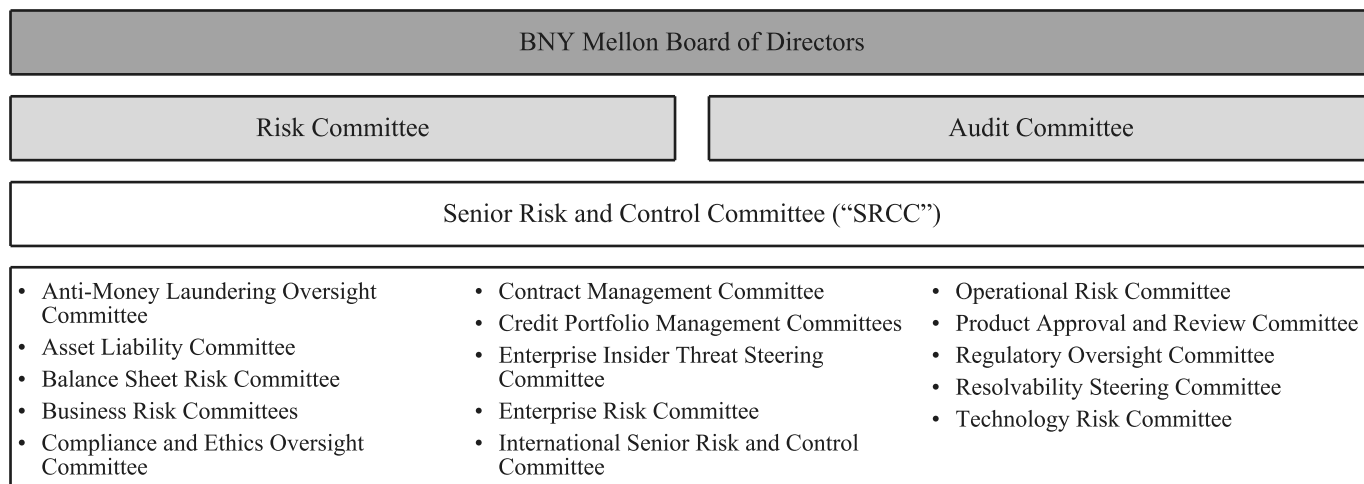 BNY Mellon Board of Directors
Risk Committee
Audit Committee
Senior Risk and Control Committee (“SRCC”)
• Anti-Money Laundering Oversight
Committee
• Asset Liability Committee
• Balance Sheet Risk Committee
• Business Risk Committees
• Compliance and Ethics Oversight
Committee
• Contract Management Committee
• Credit Portfolio Management Committees
• Enterprise Insider Threat Steering
Committee
• Enterprise Risk Committee
• International Senior Risk and Control
Committee
• Operational Risk Committee
• Product Approval and Review Committee
• Regulatory Oversight Committee
• Resolvability Steering Committee
• Technology Risk Committee